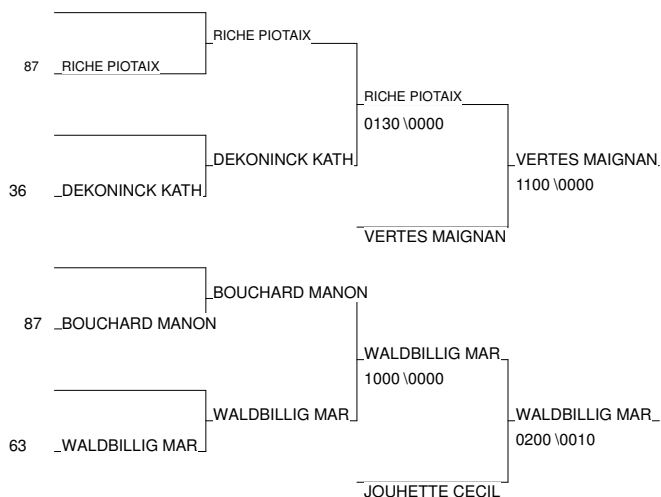 RICHE PIOTAIX
87 RICHE PIOTAIX
RICHE PIOTAIX
0130 \0000
DEKONINCK KATH
VERTES MAIGNAN
36 DEKONINCK KATH
1100 \0000
VERTES MAIGNAN
BOUCHARD MANON
87 BOUCHARD MANON
WALDBILLIG MAR
1000 \0000
WALDBILLIG MAR
WALDBILLIG MAR
63 WALDBILLIG MAR
0200 \0010
JOUHETTE CECIL